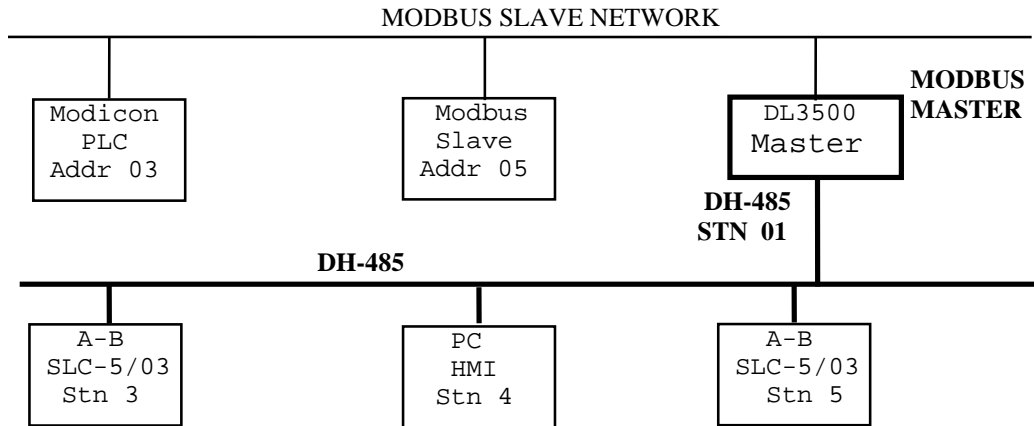 MODBUS SLAVE NETWORK
Modicon
PLC
Addr 03
Modbus
Slave
Addr 05
DL3500
Master
MODBUS
MASTER
DH-485
STN 01
DH-485
A-B
SLC-5/03
Stn 3
PC
HMI
Stn 4
A-B
SLC-5/03
Stn 5